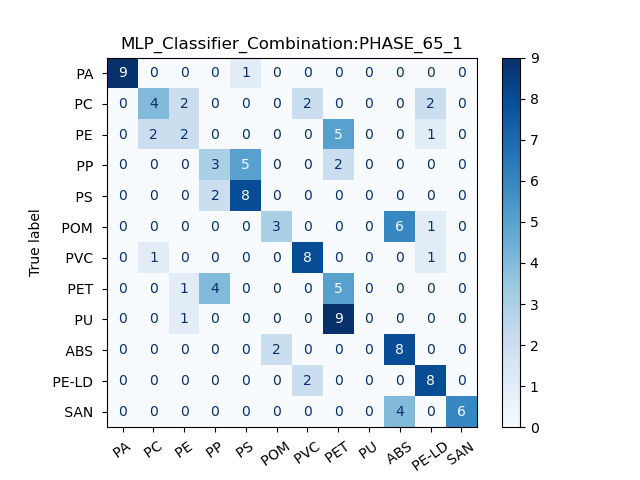 MLP_Classifier_Combination:PHASE_65_1
True label
PA 9 0 0 0 1 0 0 0 0 0 0 0
PC 0 4 2 0 0 0 2 0 0 0 2 0
PE 0 2 2 0 0 0 0 5 0 0 1 0
PP 0 0 0 3 5 0 0 2 0 0 0 0
PS 0 0 0 2 8 0 0 0 0 0 0 0
POM 0 0 0 0 0 3 0 0 0 6 1 0
PVC 0 1 0 0 0 0 8 0 0 0 1 0
PET 0 0 1 4 0 0 0 5 0 0 0 0
PU 0 0 1 0 0 0 0 9 0 0 0 0
ABS 0 0 0 0 0 2 0 0 0 8 0 0
PE-LD 0 0 0 0 0 0 2 0 0 0 8 0
SAN 0 0 0 0 0 0 0 0 0 4 0 6
PA PC PE PP PS POM PVC PET PU ABS PE-LD SAN
9
8
7
6
5
4
3
2
1
0